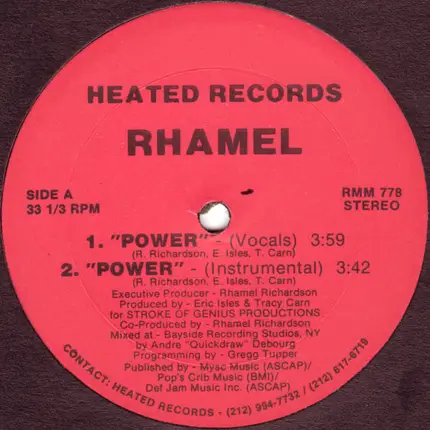 HEATED RECORDS
RHAMEL
SIDE A
33 1/3 RPM
RMM 778
STEREO
1. "POWER" - (Vocals) 3:59
(R. Richardson, E. Isles, T. Carn)
2. "POWER" - (Instrumental) 3:42
(R. Richardson, E. Isles, T. Carn)
Executive Producer - Rhamel Richardson
Produced by - Eric Isles & Tracy Carn
for STROKE OF GENIUS PRODUCTIONS
Co-Produced by - Rhamel Richardson
Mixed at - Bayside Recording Studios, NY
by Andre "Quickdraw" Debourg
Programming by - Gregg Tupper
Published by - Myac Music (ASCAP)/
Pop's Crib Music (BMI)/
Def Jam Music Inc. (ASCAP)
CONTACT: HEATED RECORDS - (212) 994-7732 / (212) 617-6719